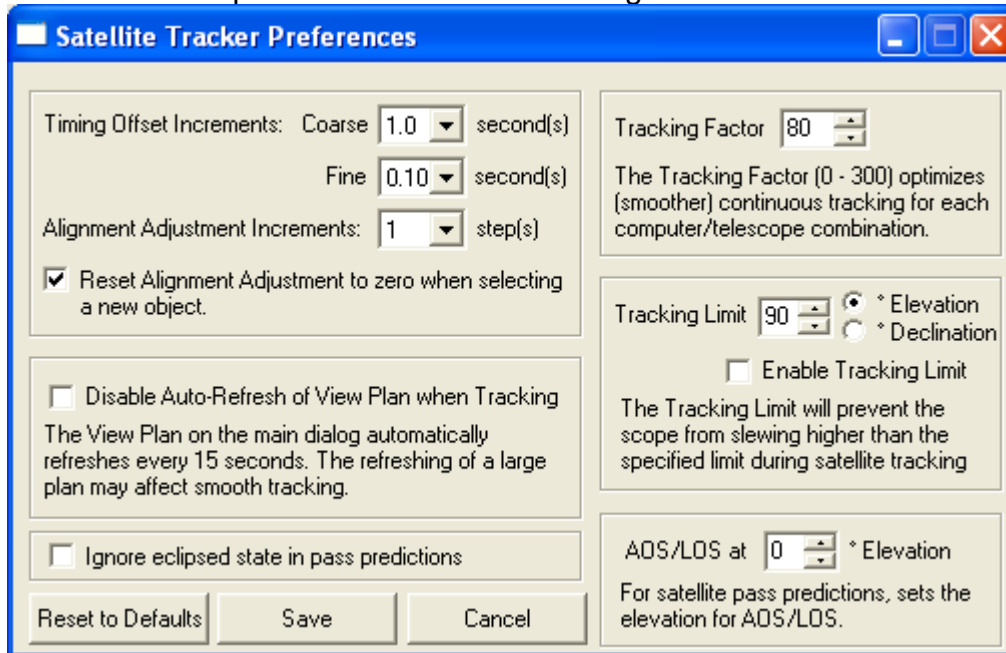 Satellite Tracker Preferences
Timing Offset Increments: Coarse 1.0 second(s)
Fine 0.10 second(s)
Alignment Adjustment Increments: 1 step(s)
Reset Alignment Adjustment to zero when selecting
a new object.
Disable Auto-Refresh of View Plan when Tracking
The View Plan on the main dialog automatically
refreshes every 15 seconds. The refreshing of a large
plan may affect smooth tracking.
Ignore eclipsed state in pass predictions
Reset to Defaults Save Cancel
Tracking Factor 80
The Tracking Factor (0 - 300) optimizes
(smoother) continuous tracking for each
computer/telescope combination.
Tracking Limit 90 ° Elevation
° Declination
Enable Tracking Limit
The Tracking Limit will prevent the
scope from slewing higher than the
specified limit during satellite tracking
AOS/LOS at 0 ° Elevation
For satellite pass predictions, sets the
elevation for AOS/LOS.